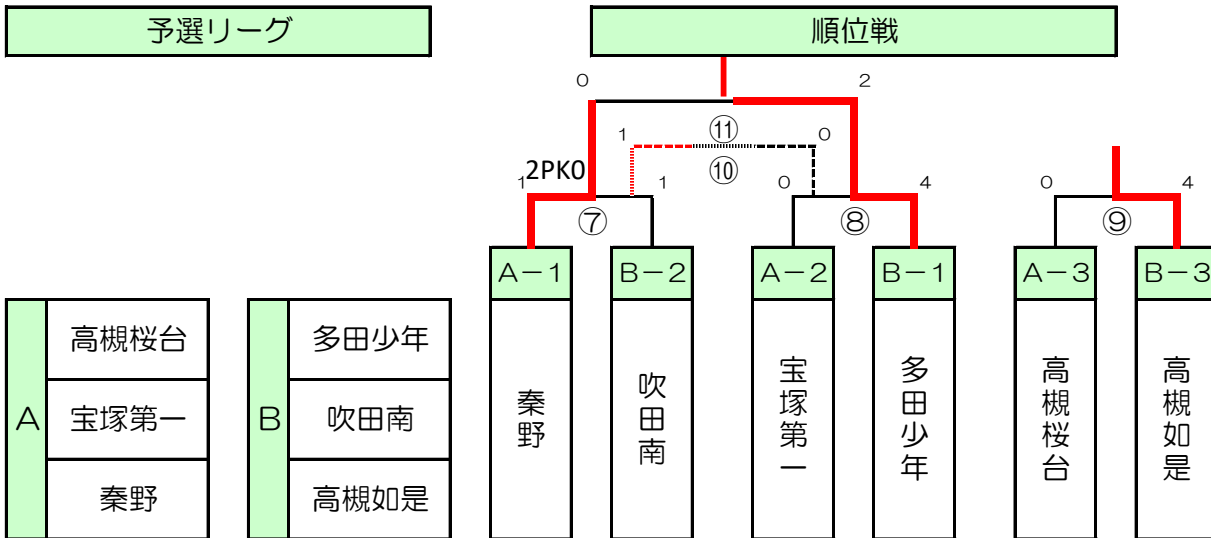 予選リーグ
順位戦
0
2
1
⑪
0
⑩
2PK0
1
1
0
4
0
4
⑦
⑧
⑨
A-1
B-2
A-2
B-1
A-3
B-3
A
高槻桜台
宝塚第一
秦野
B
多田少年
吹田南
高槻如是
秦野
吹田南
宝塚第一
多田少年
高槻桜台
高槻如是